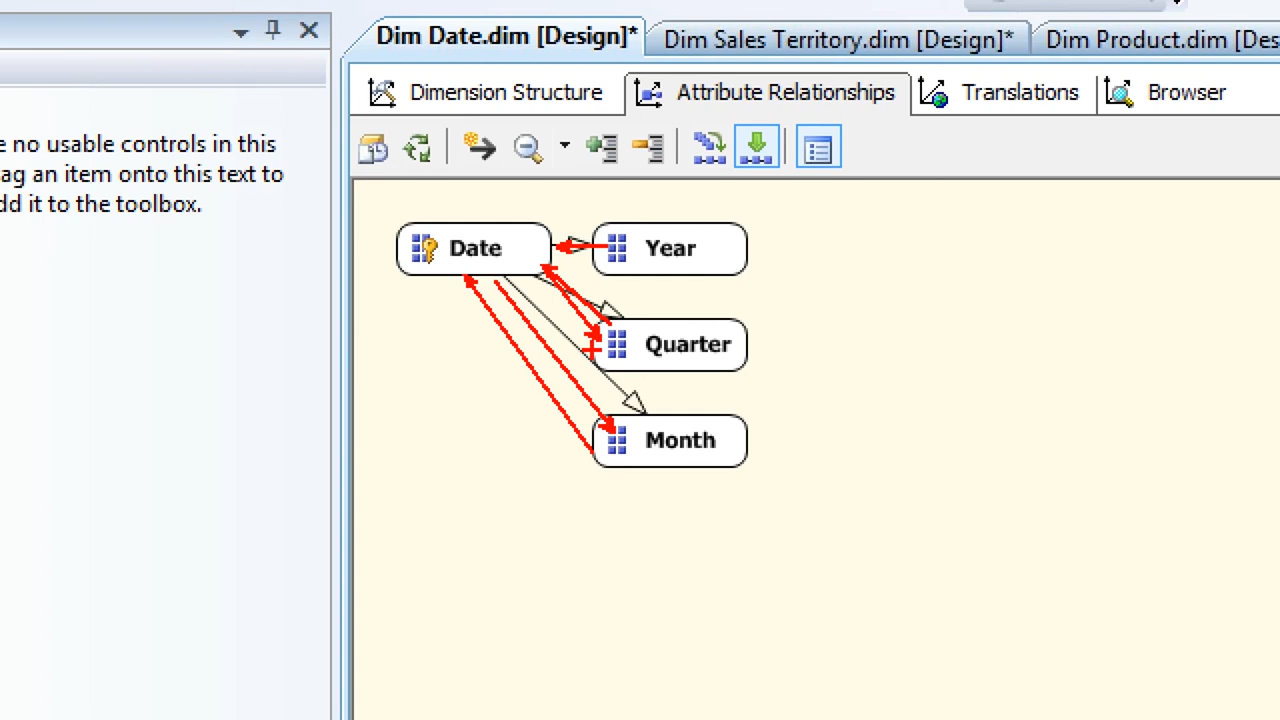 Dim Date.dim [Design]* Dim Sales Territory.dim [Design]* Dim Product.dim [Des
Dimension Structure Attribute Relationships Translations Browser
e no usable controls in this
ag an item onto this text to
dd it to the toolbox.
Date Year
Quarter
Month